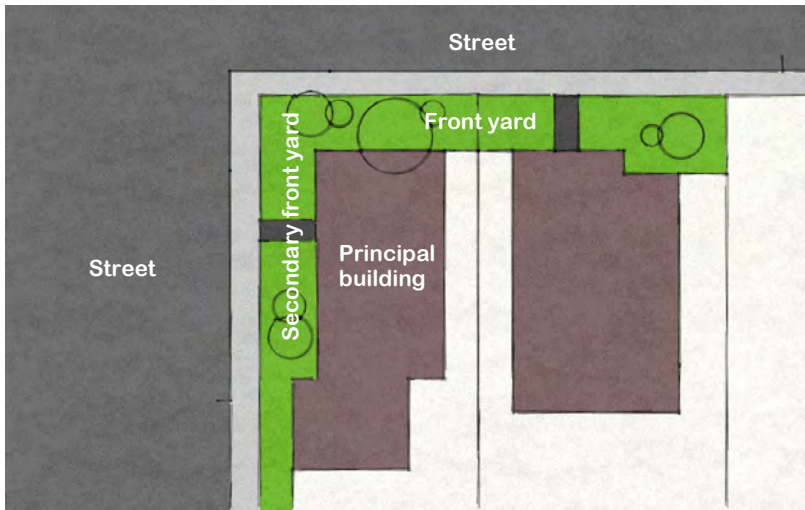 Street
Front yard
Secondary front yard
Principal
building
Street